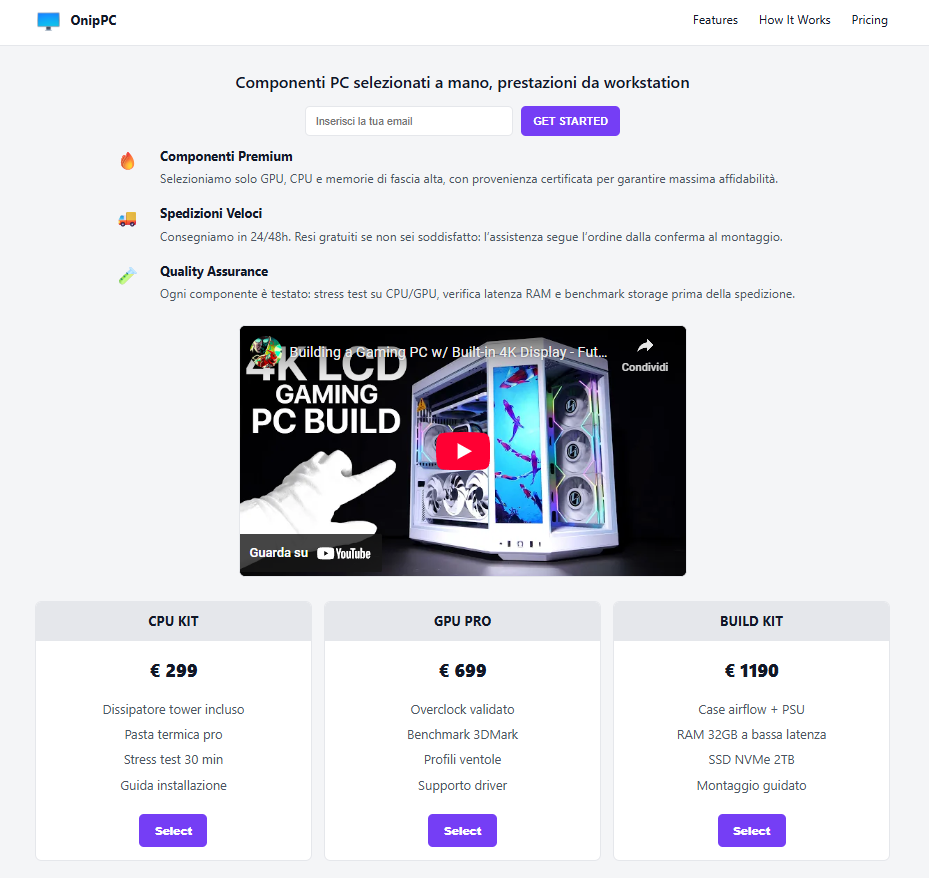 OnipPC
Features
How It Works
Pricing
Componenti PC selezionati a mano, prestazioni da workstation
Inserisci la tua email
GET STARTED
Componenti Premium
Selezioniamo solo GPU, CPU e memorie di fascia alta, con provenienza certificata per garantire massima affidabilità.
Spedizioni Veloci
Consegniamo in 24/48h. Resi gratuiti se non sei soddisfatto: l’assistenza segue l’ordine dalla conferma al montaggio.
Quality Assurance
Ogni componente è testato: stress test su CPU/GPU, verifica latenza RAM e benchmark storage prima della spedizione.
Building a Gaming PC w/ Built-in 4K Display - Fut...
Condividi
4K LCD
GAMING
PC BUILD
Guarda su YouTube
CPU KIT
€ 299
Dissipatore tower incluso
Pasta termica pro
Stress test 30 min
Guida installazione
Select
GPU PRO
€ 699
Overclock validato
Benchmark 3DMark
Profili ventole
Supporto driver
Select
BUILD KIT
€ 1190
Case airflow + PSU
RAM 32GB a bassa latenza
SSD NVMe 2TB
Montaggio guidato
Select